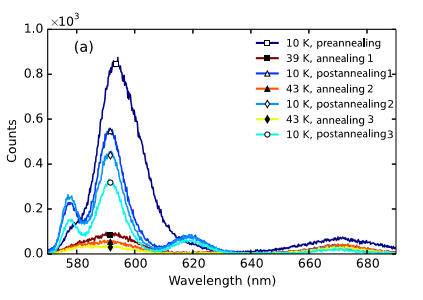 ×10³
1.0
0.8
0.6
0.4
0.2
0.0
Counts
(a)
10 K, preannealing
39 K, annealing 1
10 K, postannealing1
43 K, annealing 2
10 K, postannealing2
43 K, annealing 3
10 K, postannealing3
580 600 620 640 660 680
Wavelength (nm)